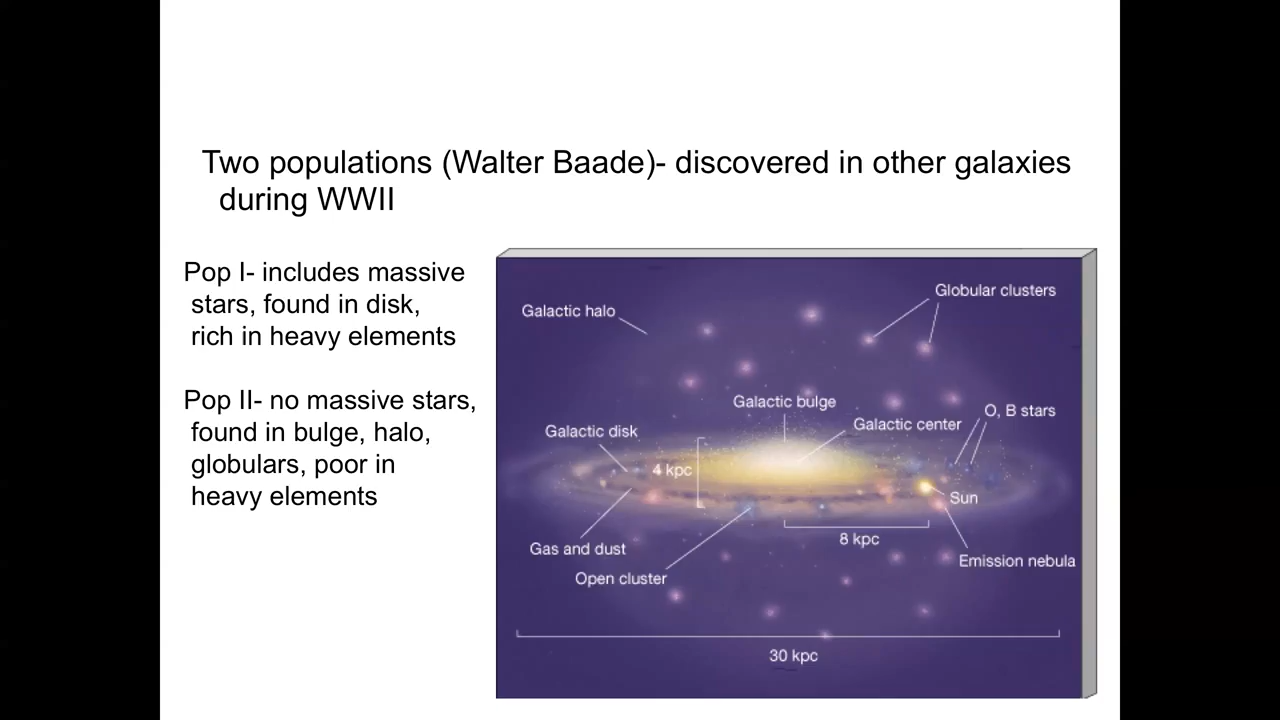 Two populations (Walter Baade)- discovered in other galaxies
during WWII
Pop I- includes massive
stars, found in disk,
rich in heavy elements
Pop II- no massive stars,
found in bulge, halo,
globulars, poor in
heavy elements
Globular clusters
Galactic halo
Galactic bulge
O, B stars
Galactic center
Galactic disk
4 kpc
Sun
8 kpc
Gas and dust
Emission nebula
Open cluster
30 kpc